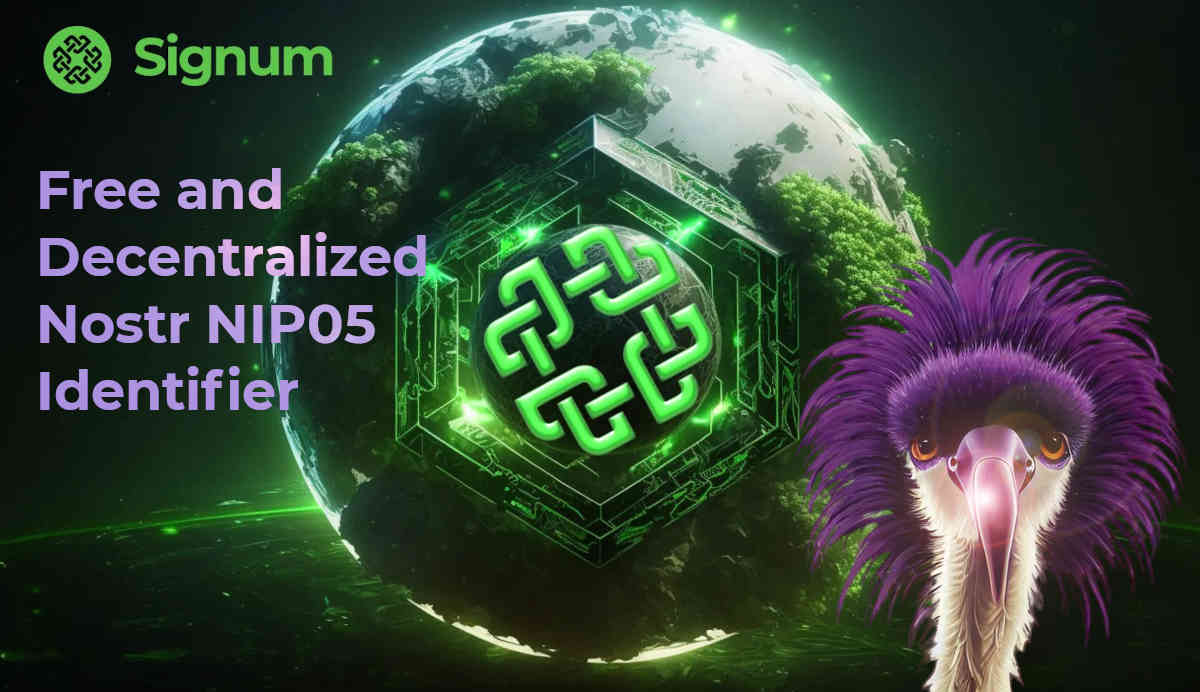 Signum
Free and
Decentralized
Nostr NIP05
Identifier